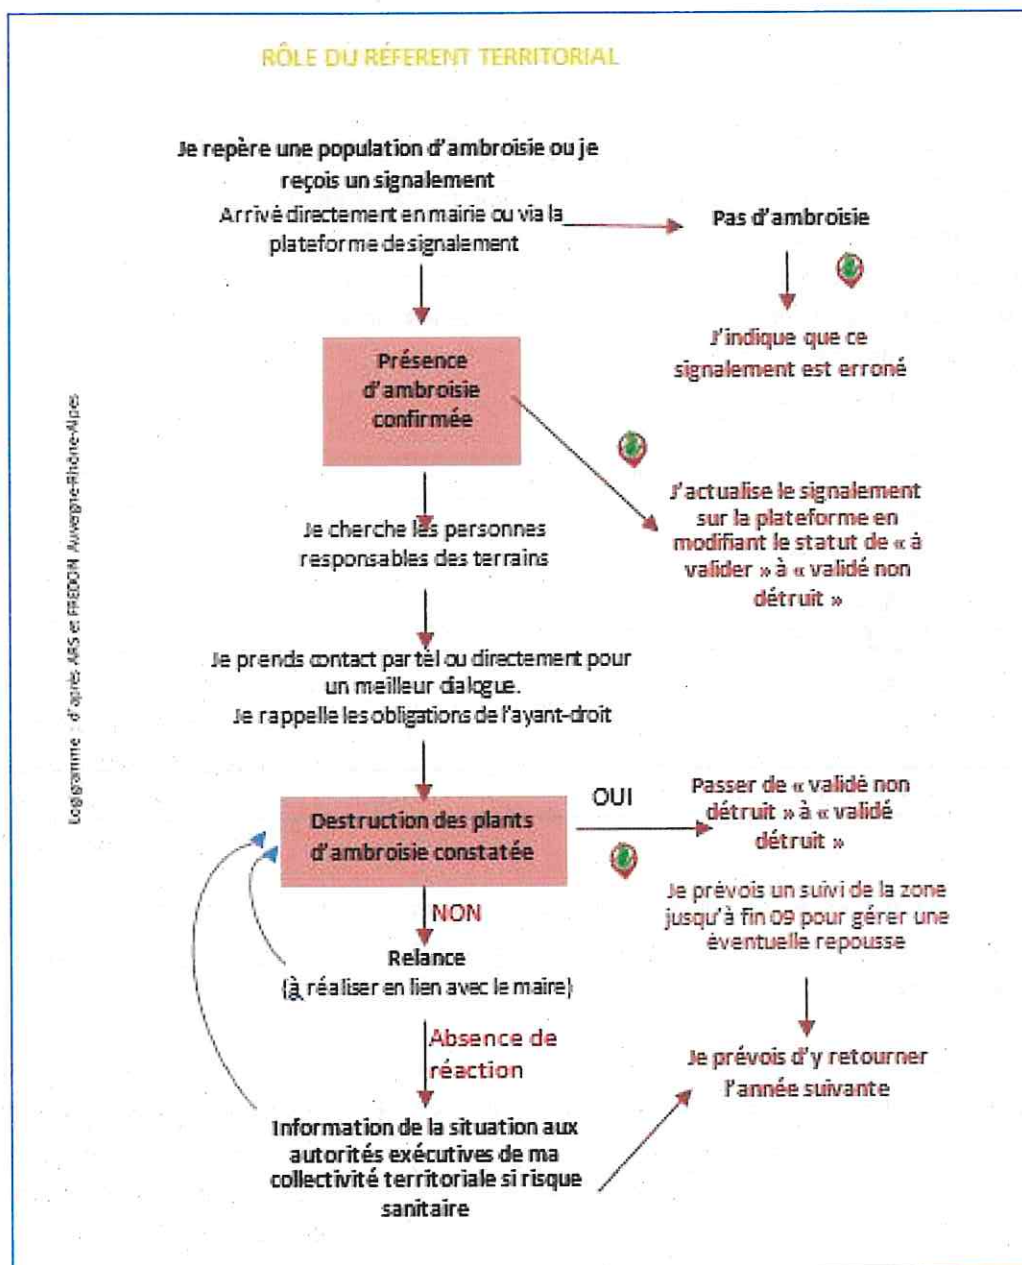 RÔLE DU RÉFERENT TERRITORIAL
Je repère une population d'ambroisie ou je
reçois un signalement
Arrivé directement en mairie ou via la
plateforme de signalement
Pas d'ambroisie
J'indique que ce
signalement est erroné
Présence
d'ambroisie
confirmée
J'actualise le signalement
sur la plateforme en
modifiant le statut de « à
valider » à « validé non
détruit »
Je cherche les personnes
responsables des terrains
Je prends contact par tél ou directement pour
un meilleur dialogue.
Je rappelle les obligations de l'ayant-droit
Destruction des plants
d'ambroisie constatée
OUI
Passer de « validé non
détruit » à « validé
détruit »
Je prévois un suivi de la zone
jusqu'à fin 09 pour gérer une
éventuelle repousse
NON
Relance
(à réaliser en lien avec le maire)
Absence de
réaction
Je prévois d'y retourner
l'année suivante
Information de la situation aux
autorités exécutives de ma
collectivité territoriale si risque
sanitaire
Logigramme : d'après ARS et FREDON Auvergne-Rhône-Alpes